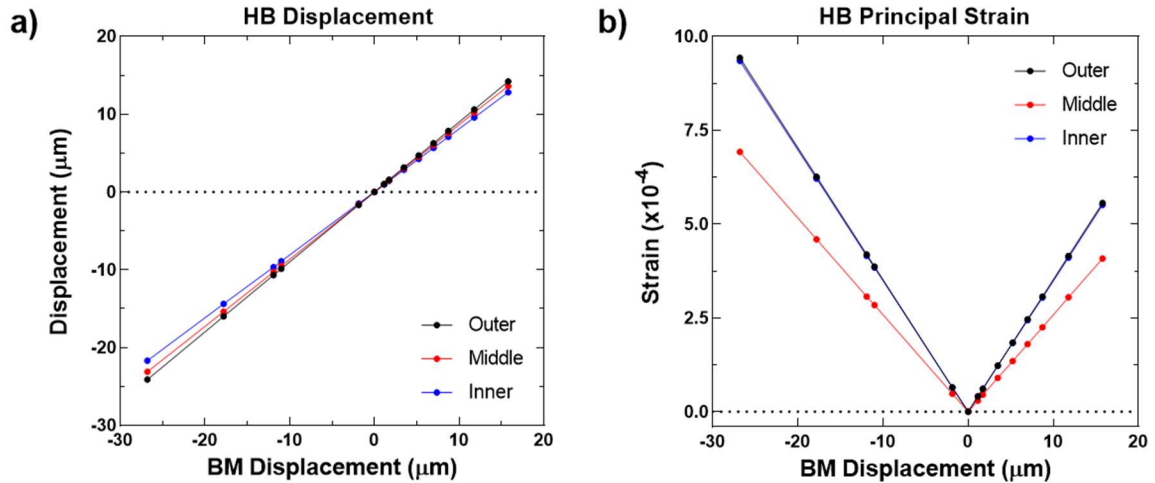 a)
HB Displacement
20
10
0
-10
-20
-30
Displacement (μm)
Outer
Middle
Inner
-30 -20 -10 0 10 20
BM Displacement (μm)
b)
HB Principal Strain
10.0
7.5
5.0
2.5
0.0
Strain (x10⁻⁴)
Outer
Middle
Inner
-30 -20 -10 0 10 20
BM Displacement (μm)